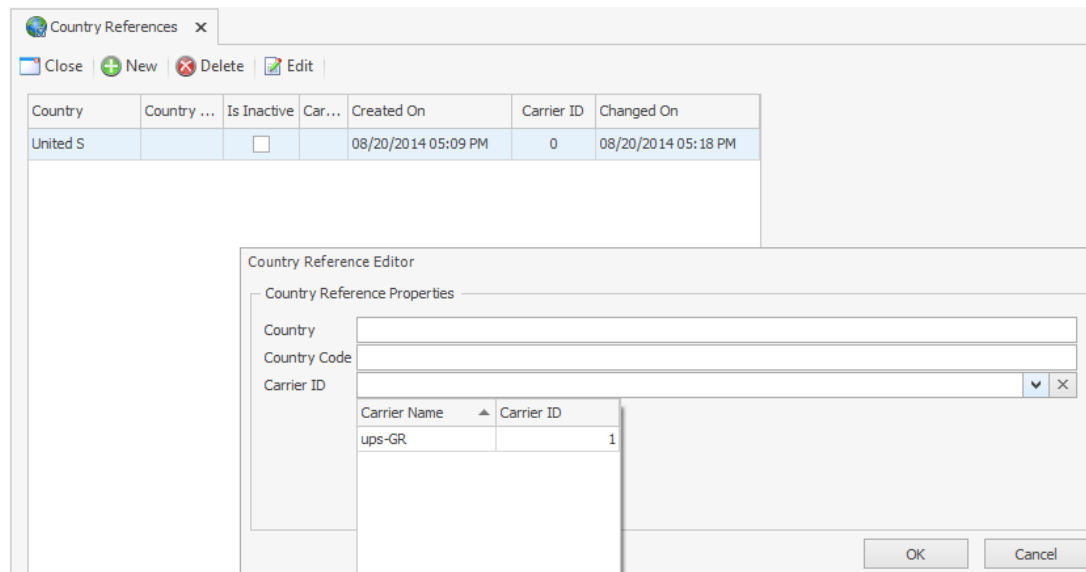 Country References
Close New Delete Edit
Country Country ... Is Inactive Car... Created On Carrier ID Changed On
United S 08/20/2014 05:09 PM 0 08/20/2014 05:18 PM
Country Reference Editor
Country Reference Properties
Country
Country Code
Carrier ID
Carrier Name Carrier ID
ups-GR 1
OK Cancel